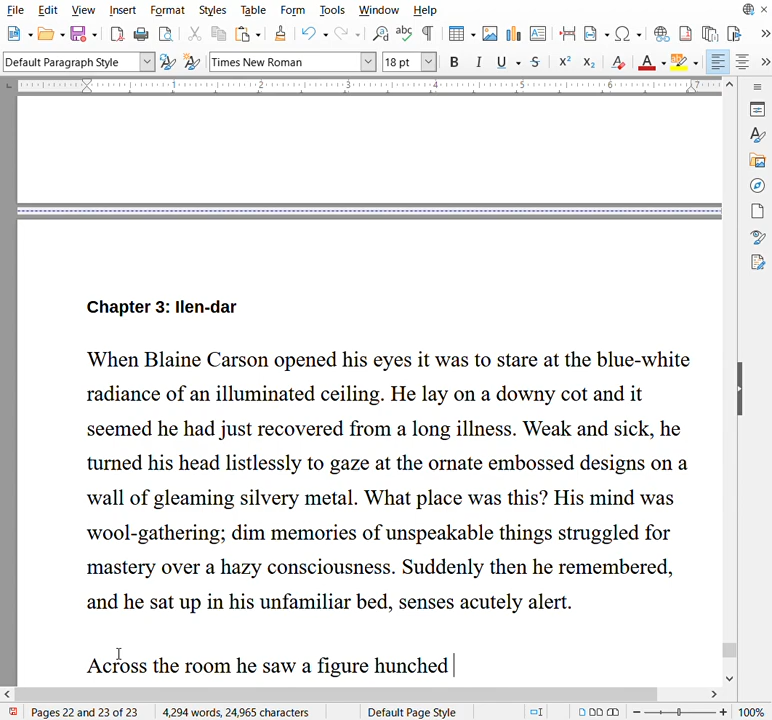 File Edit View Insert Format Styles Table Form Tools Window Help
Default Paragraph Style Times New Roman 18 pt
1 2 3 4 5 6 7
Chapter 3: Ilen-dar
When Blaine Carson opened his eyes it was to stare at the blue-white
radiance of an illuminated ceiling. He lay on a downy cot and it
seemed he had just recovered from a long illness. Weak and sick, he
turned his head listlessly to gaze at the ornate embossed designs on a
wall of gleaming silvery metal. What place was this? His mind was
wool-gathering; dim memories of unspeakable things struggled for
mastery over a hazy consciousness. Suddenly then he remembered,
and he sat up in his unfamiliar bed, senses acutely alert.
Across the room he saw a figure hunched
Pages 22 and 23 of 23 4,294 words, 24,965 characters Default Page Style 100%